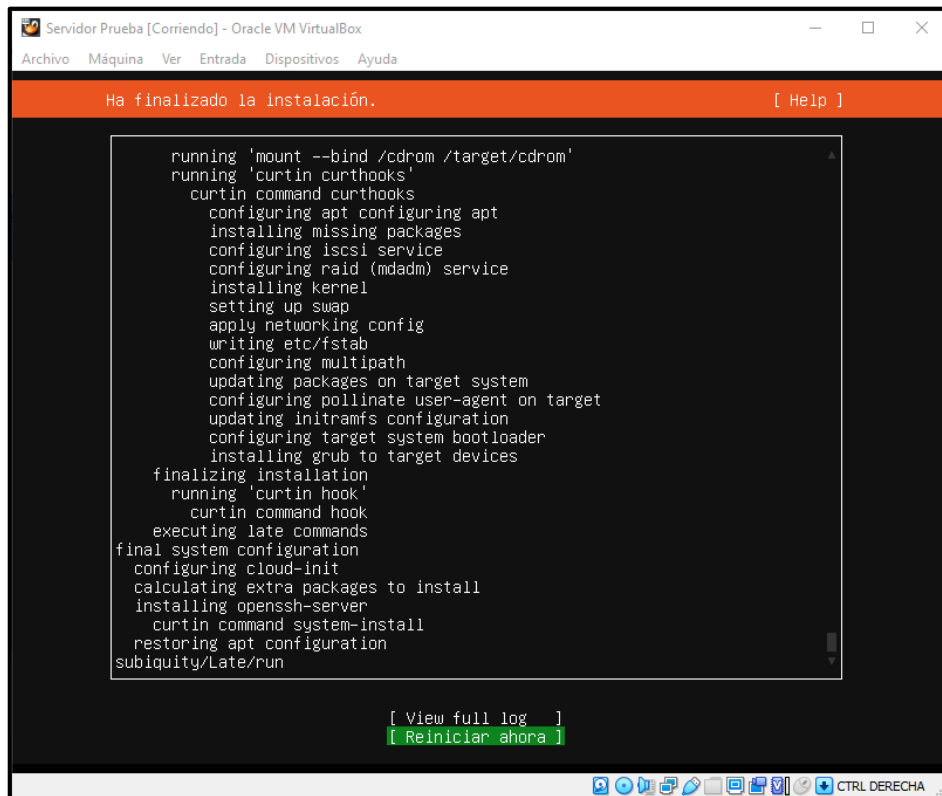 Servidor Prueba [Corriendo] - Oracle VM VirtualBox
Archivo Máquina Ver Entrada Dispositivos Ayuda
Ha finalizado la instalación. [ Help ]
running 'mount --bind /cdrom /target/cdrom'
running 'curtin curthooks'
curtin command curthooks
configuring apt configuring apt
installing missing packages
configuring iscsi service
configuring raid (mdadm) service
installing kernel
setting up swap
apply networking config
writing etc/fstab
configuring multipath
updating packages on target system
configuring pollinate user-agent on target
updating initramfs configuration
configuring target system bootloader
installing grub to target devices
finalizing installation
running 'curtin hook'
curtin command hook
executing late commands
final system configuration
configuring cloud-init
calculating extra packages to install
installing openssh-server
curtin command system-install
restoring apt configuration
subiquity/Late/run
[ View full log ]
[ Reiniciar ahora ]
CTRL DERECHA